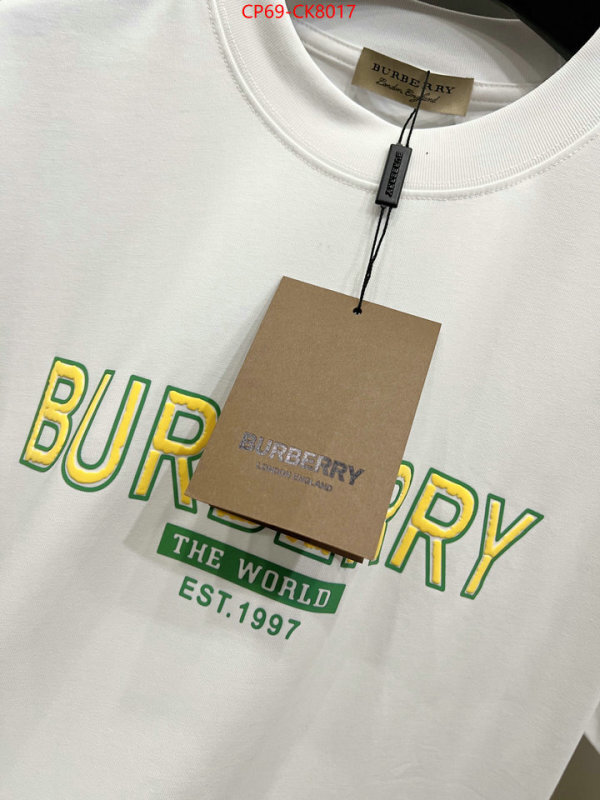 CP69-CK8017
BURBERRY
London, England
BURBERRY
BURBERRY
LONDON ENGLAND
BURBERRY
THE WORLD
EST.1997